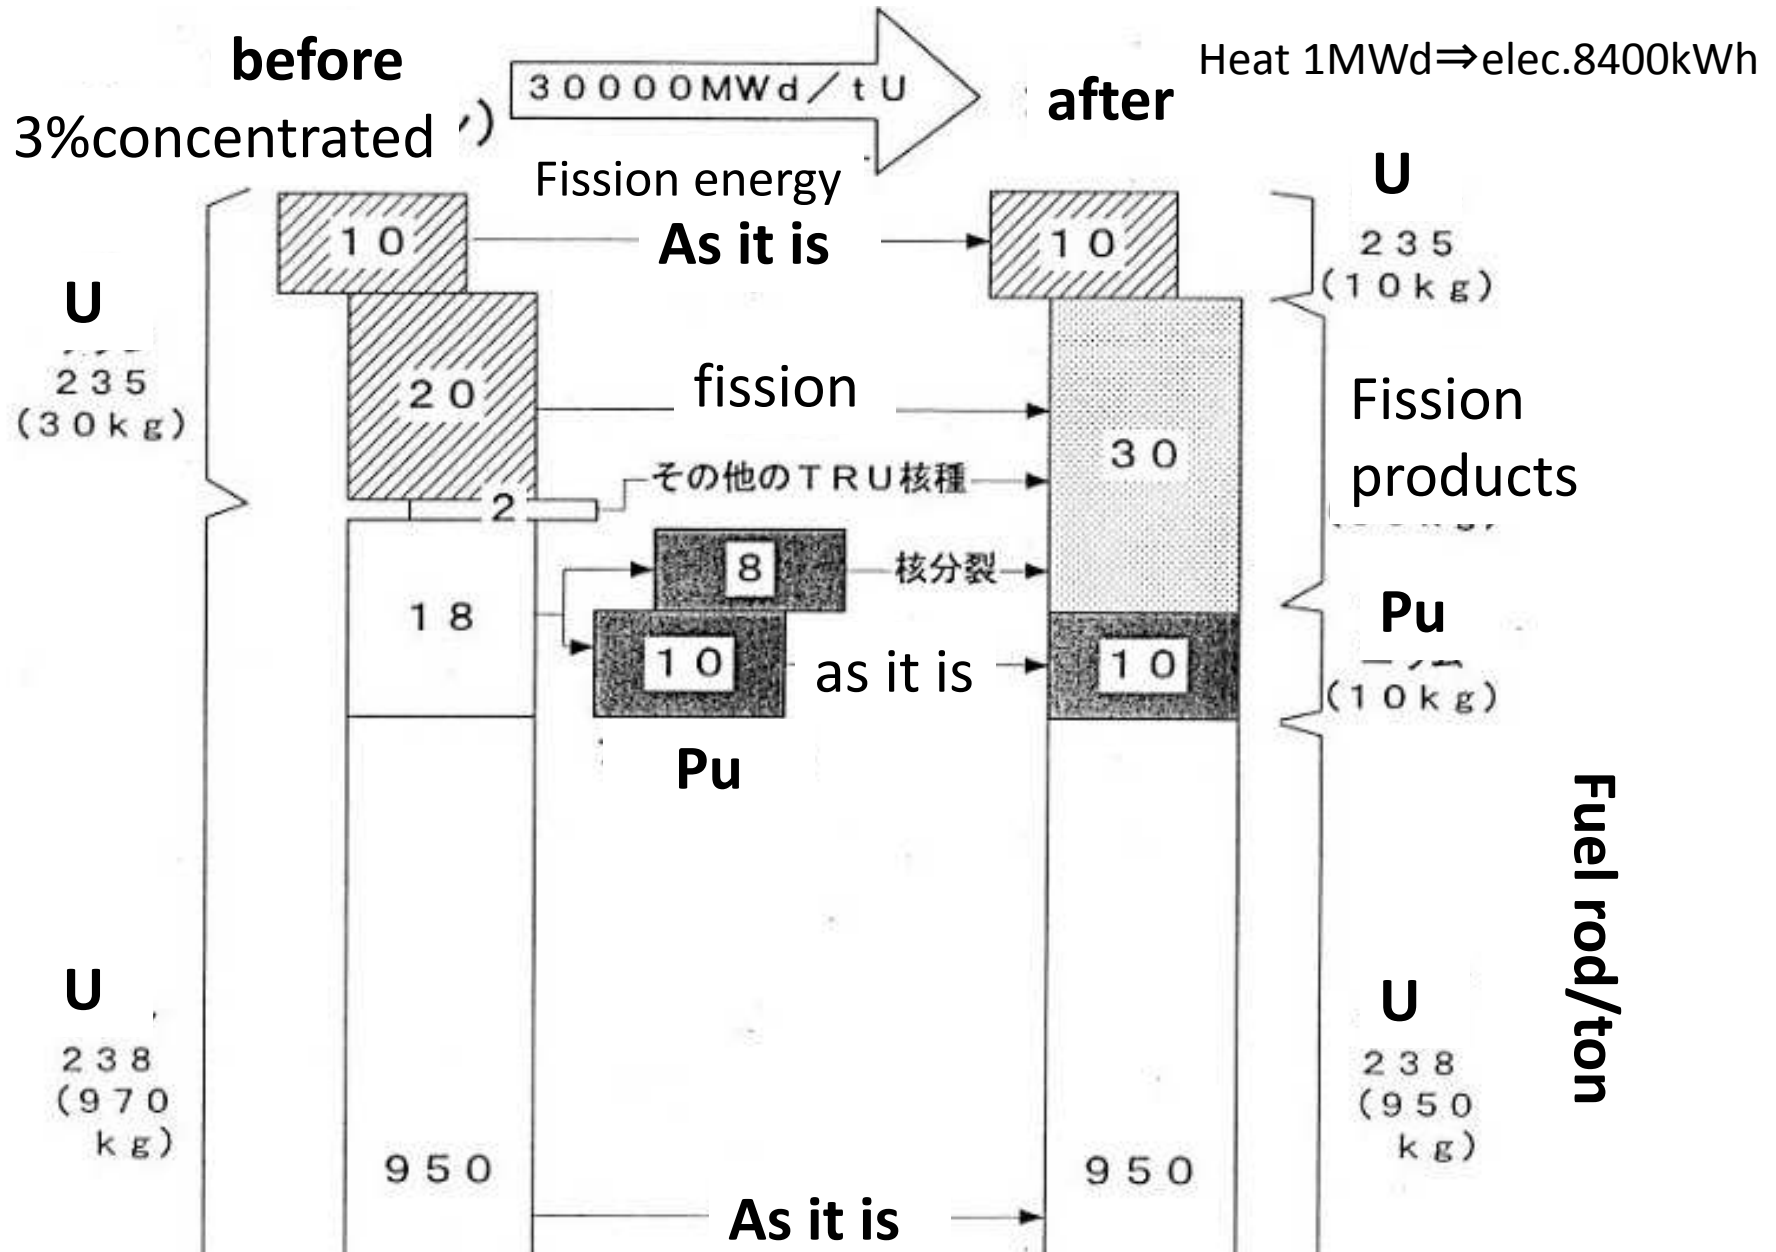 before
30000MWd/tU
Heat 1MWd⇒elec.8400kWh
after
3%concentrated
Fission energy
U
235
(10kg)
10
As it is
10
U
235
(30kg)
20
fission
30
Fission
products
2
その他のTRU核種
8
核分裂
18
10
as it is
10
Pu
(10kg)
Pu
Fuel rod/ton
U
238
(970
kg)
U
238
(950
kg)
950
950
As it is